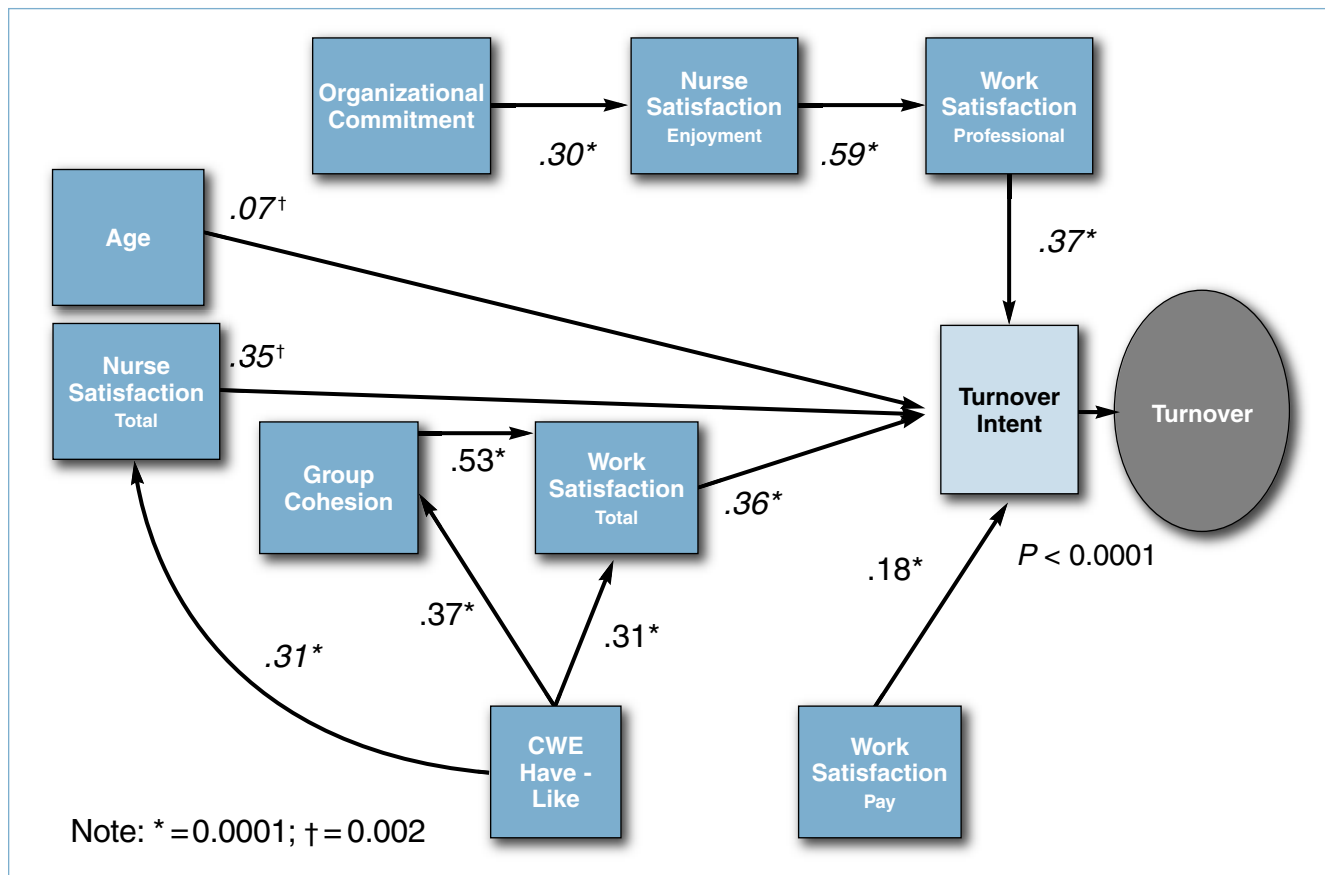 Organizational
Commitment
Nurse
Satisfaction
Enjoyment
Work
Satisfaction
Professional
.30*
.59*
Age
.07†
.37*
Nurse
Satisfaction
Total
.35†
Group
Cohesion
.53*
Work
Satisfaction
Total
.36*
Turnover
Intent
Turnover
P < 0.0001
.18*
.37*
.31*
.31*
CWE
Have -
Like
Work
Satisfaction
Pay
Note: * = 0.0001; † = 0.002